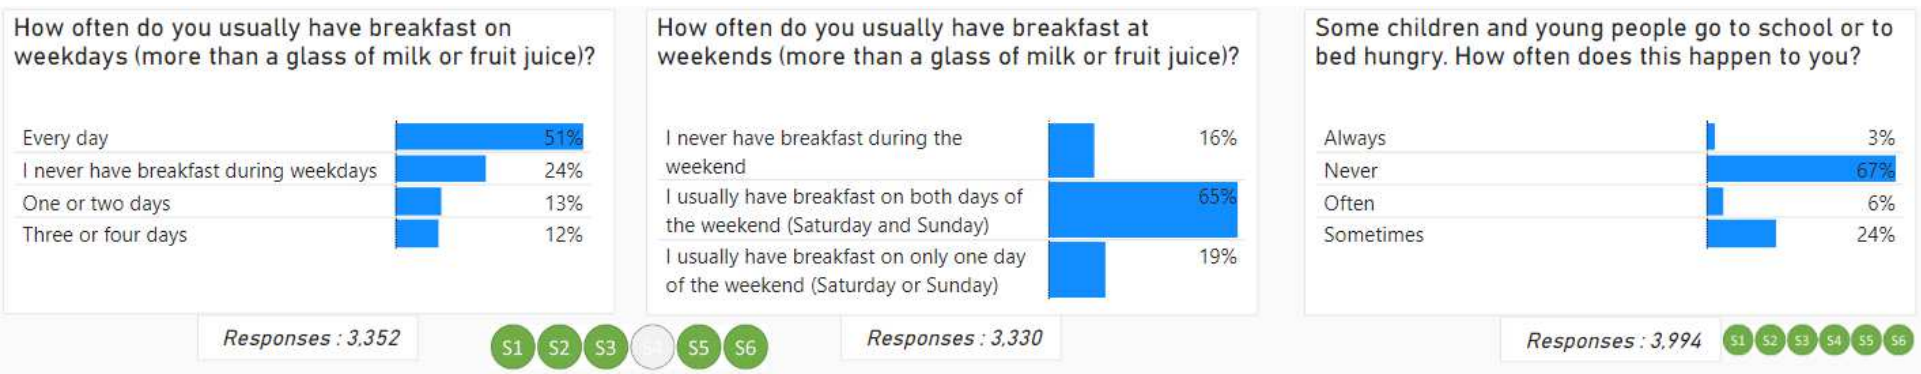 How often do you usually have breakfast on
weekdays (more than a glass of milk or fruit juice)?
Every day 51%
I never have breakfast during weekdays 24%
One or two days 13%
Three or four days 12%
Responses : 3,352
How often do you usually have breakfast at
weekends (more than a glass of milk or fruit juice)?
I never have breakfast during the 16%
weekend
I usually have breakfast on both days of 65%
the weekend (Saturday and Sunday)
I usually have breakfast on only one day 19%
of the weekend (Saturday or Sunday)
S1 S2 S3 S4 S5 S6
Responses : 3,330
Some children and young people go to school or to
bed hungry. How often does this happen to you?
Always 3%
Never 67%
Often 6%
Sometimes 24%
Responses : 3,994
S1 S2 S3 S4 S5 S6